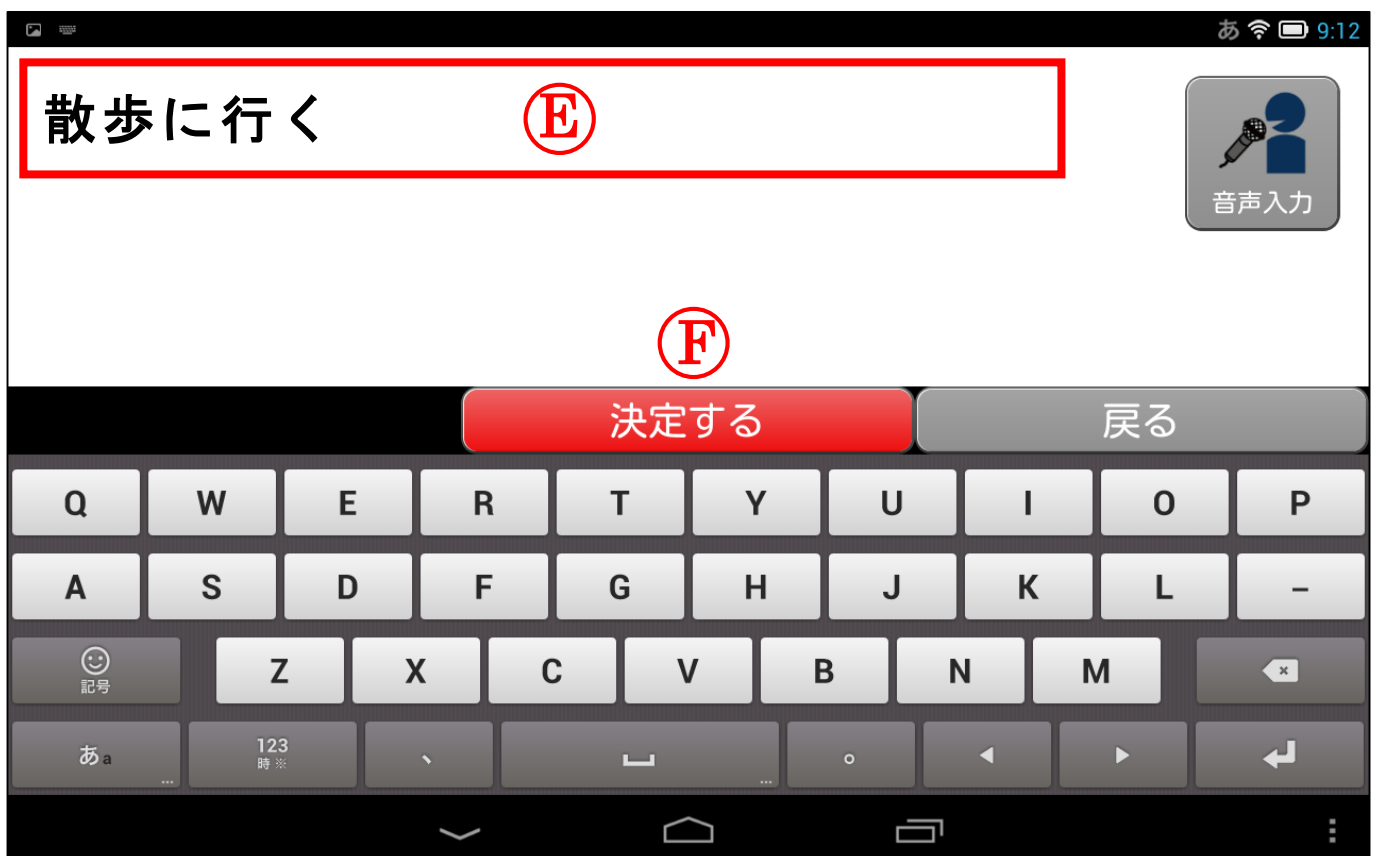 あ 9:12
散歩に行く Ⓔ
音声入力
Ⓕ
決定する 戻る
Q W E R T Y U I O P
A S D F G H J K L –
記号 Z X C V B N M
あa 123 時※ 、 。